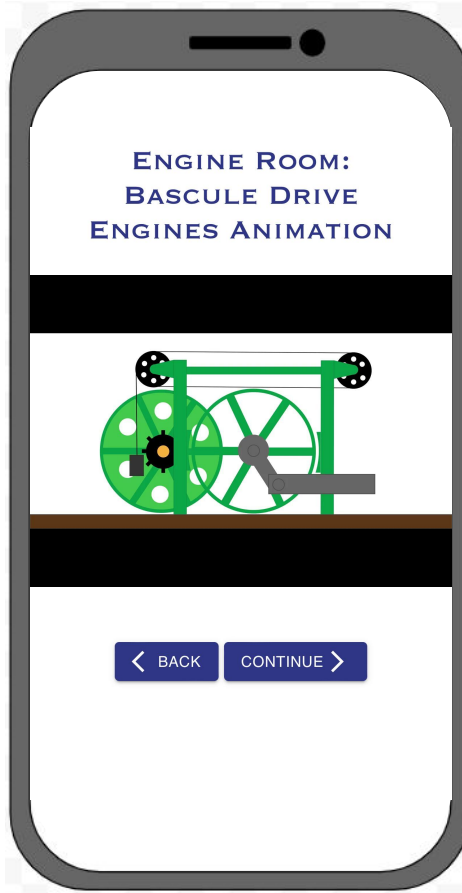 Engine Room:
Bascule Drive
Engines Animation
BACK
CONTINUE